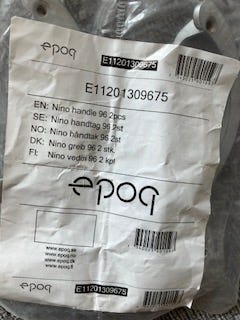 epoq
E11201309675
E11201309675
EN: Nino handle 96 2pcs
SE: Nino handtag 96 2st
NO: Nino håndtak 96 2st
DK: Nino greb 96 2 stk
FI: Nino vedin 96 2 kpl
epoq
www.epoq.se
www.epoq.no
www.epoq.dk
www.epoq.fi
epoq
E11201309675